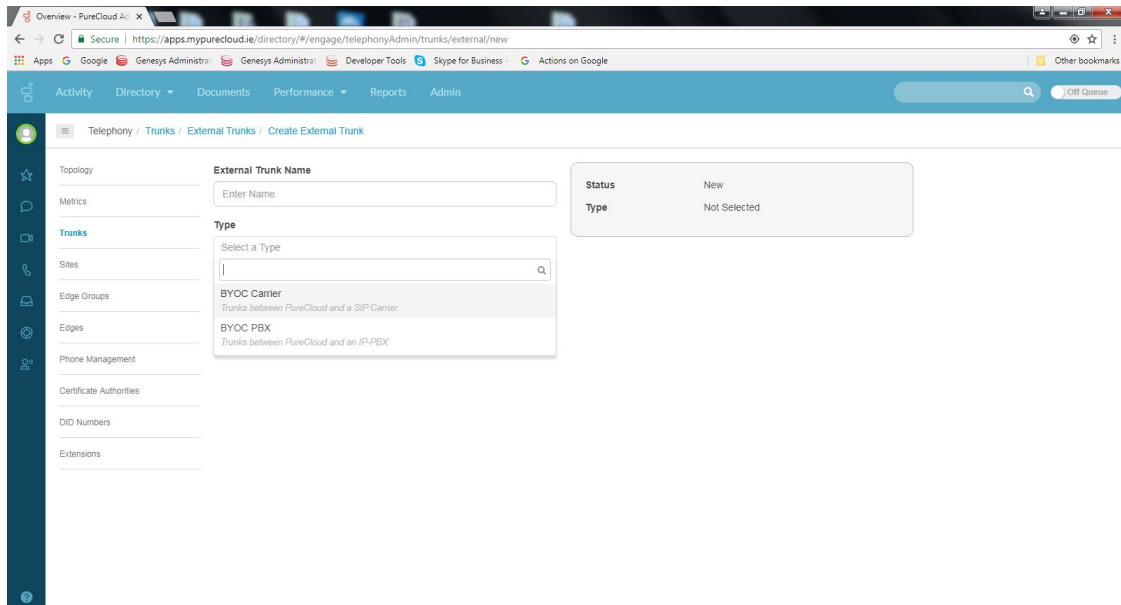 Overview - PureCloud Ad
Secure | https://apps.mypurecloud.ie/directory/#/engage/telephonyAdmin/trunks/external/new
Apps Google Genesys Administrat Genesys Administrat Developer Tools Skype for Business - Actions on Google Other bookmarks
Activity Directory Documents Performance Reports Admin Off Queue
Telephony / Trunks / External Trunks / Create External Trunk
Topology
Metrics
Trunks
Sites
Edge Groups
Edges
Phone Management
Certificate Authorities
DID Numbers
Extensions
External Trunk Name
Enter Name
Type
Select a Type
BYOC Carrier
Trunks between PureCloud and a SIP Carrier.
BYOC PBX
Trunks between PureCloud and an IP-PBX
Status New
Type Not Selected